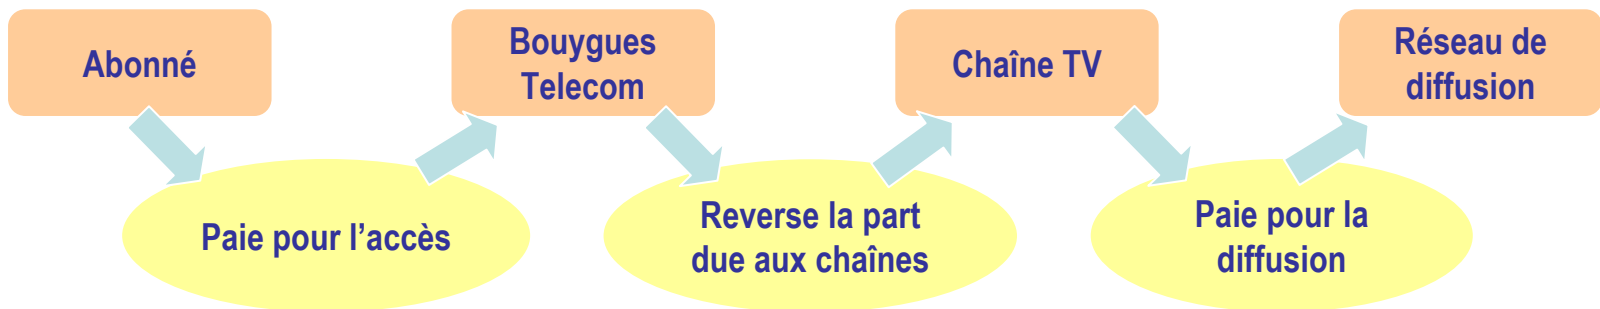 Abonné
Bouygues
Telecom
Chaîne TV
Réseau de
diffusion
Paie pour l’accès
Reverse la part
due aux chaînes
Paie pour la
diffusion